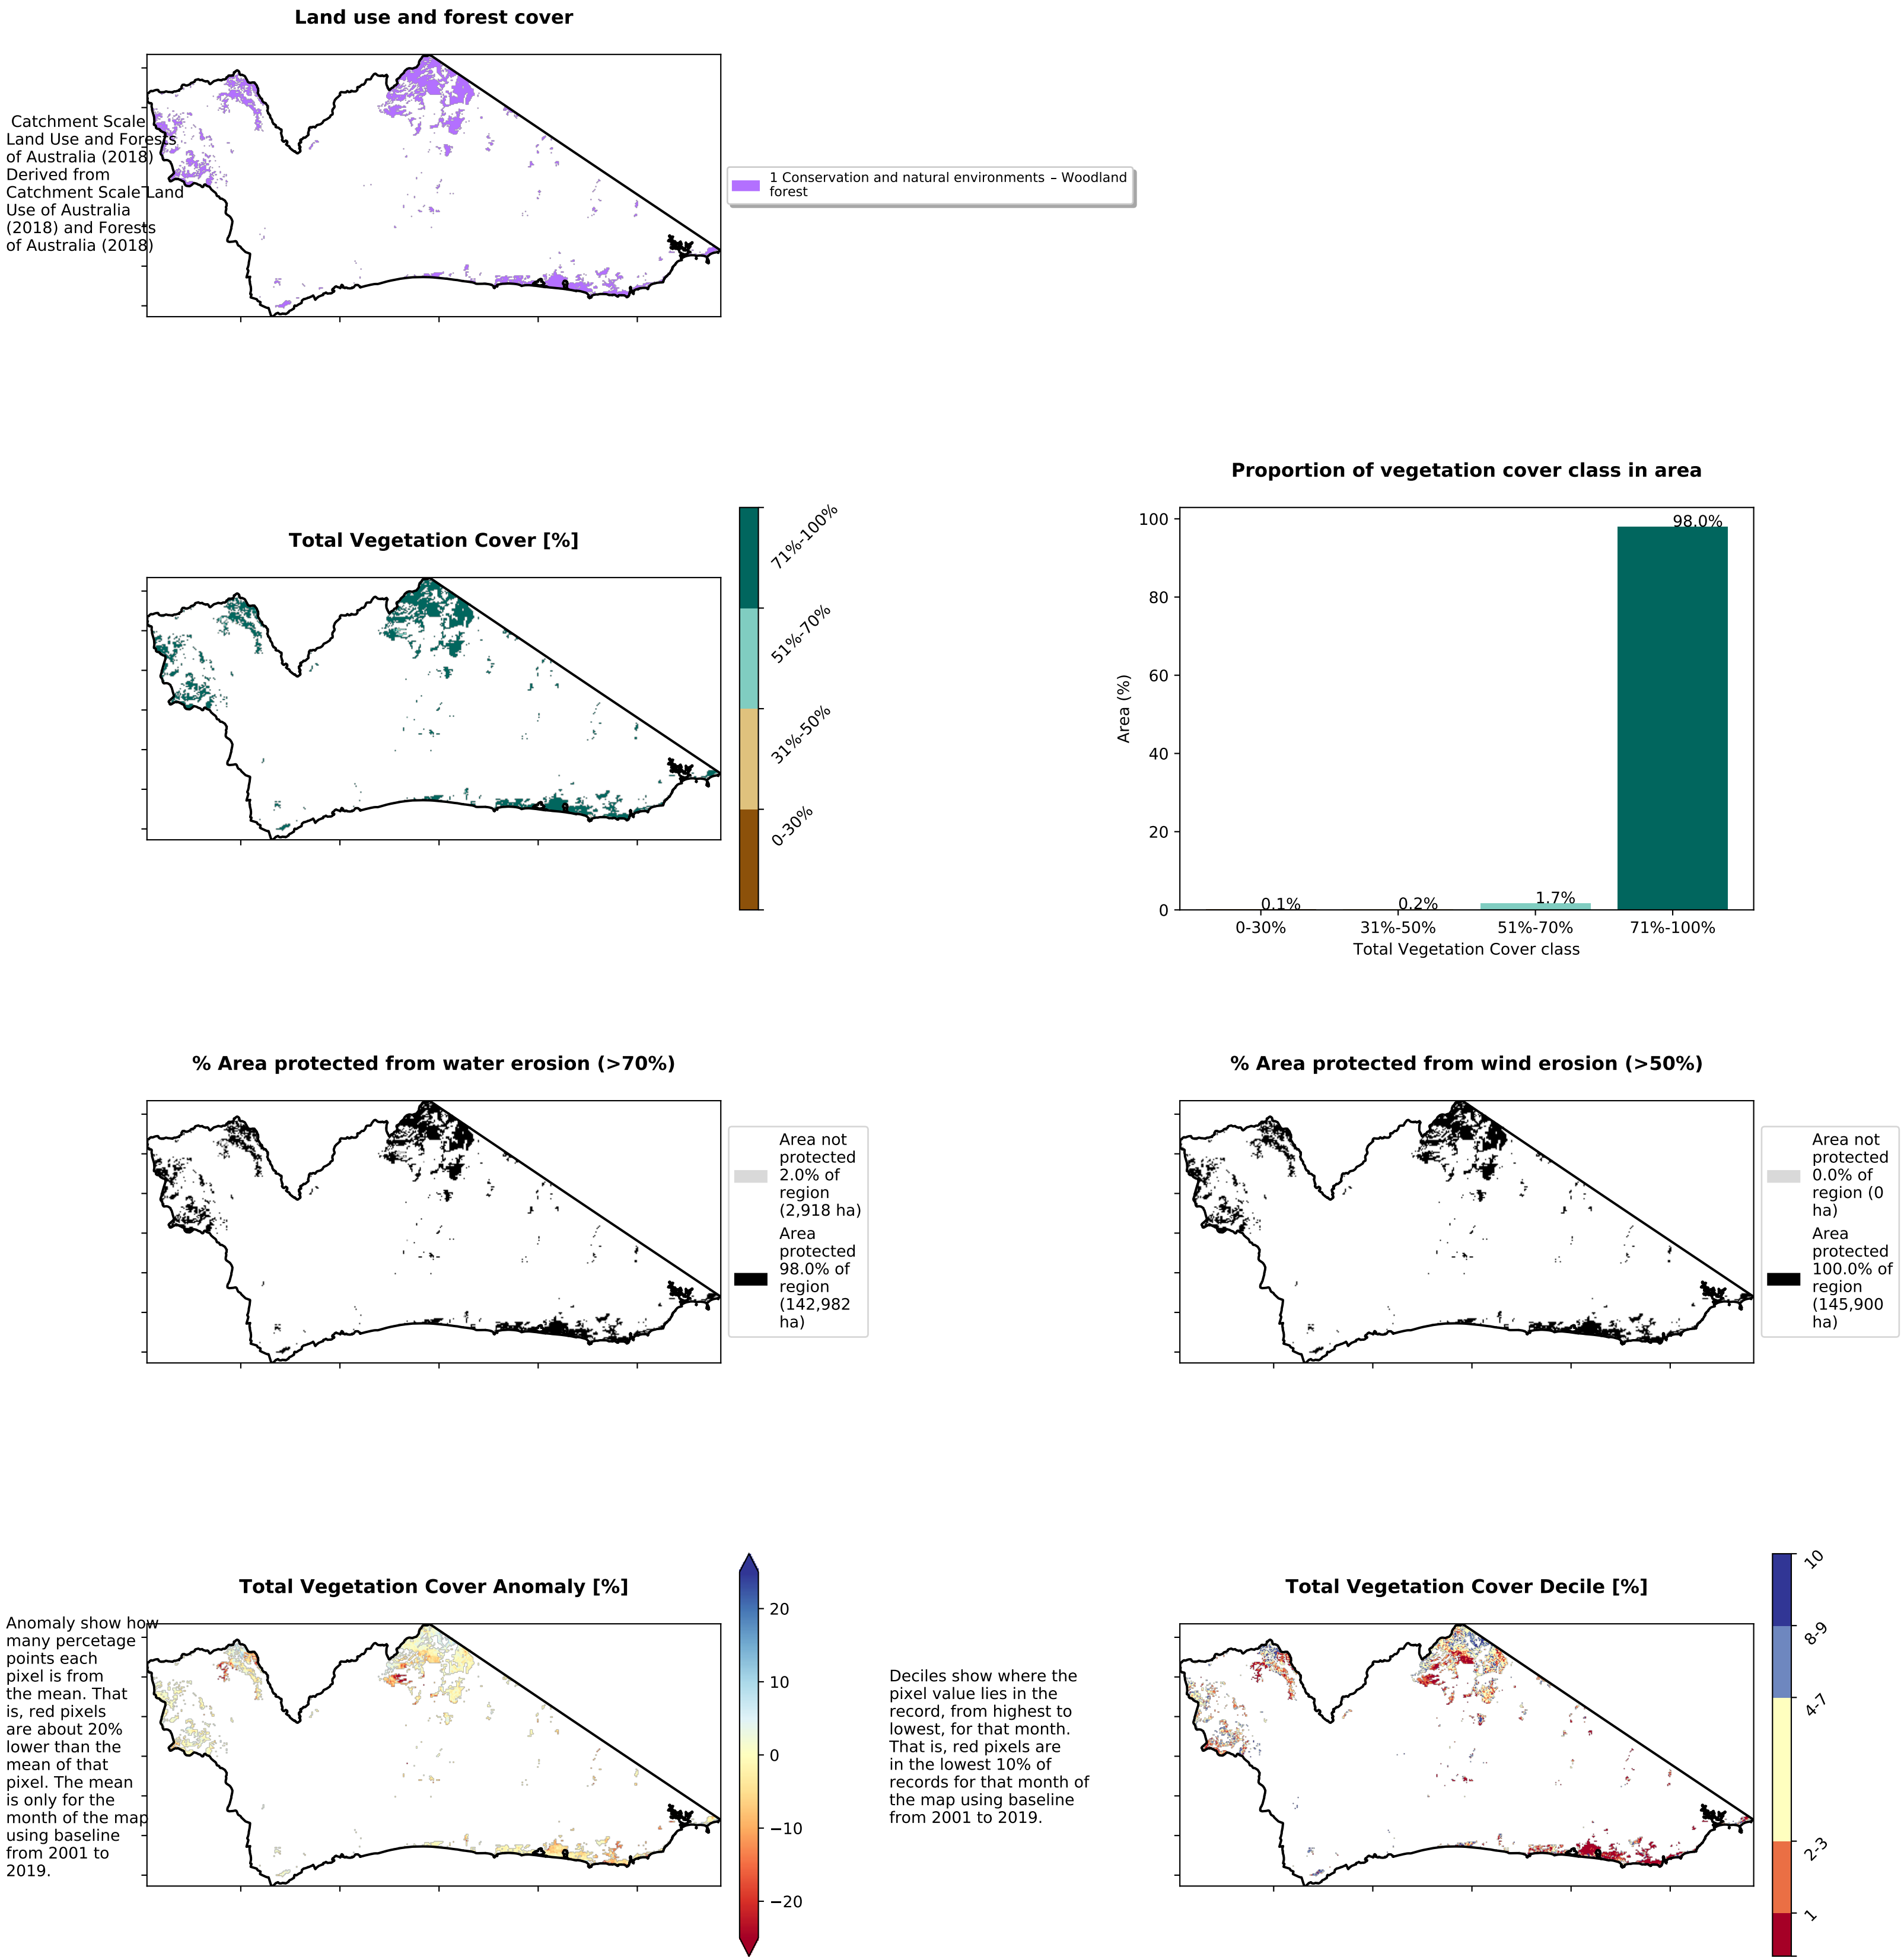 Land use and forest cover
Catchment Scale
Land Use and Forests
of Australia (2018)
Derived from
Catchment Scale Land
Use of Australia
(2018) and Forests
of Australia (2018)
1 Conservation and natural environments – Woodland
forest
Total Vegetation Cover [%]
71%-100%
51%-70%
31%-50%
0-30%
Proportion of vegetation cover class in area
100
80
60
40
20
0
Area (%)
0.1%
0.2%
1.7%
98.0%
0-30%
31%-50%
51%-70%
71%-100%
Total Vegetation Cover class
% Area protected from water erosion (>70%)
Area not
protected
2.0% of
region
(2,918 ha)
Area
protected
98.0% of
region
(142,982
ha)
% Area protected from wind erosion (>50%)
Area not
protected
0.0% of
region (0
ha)
Area
protected
100.0% of
region
(145,900
ha)
Total Vegetation Cover Anomaly [%]
Anomaly show how
many percetage
points each
pixel is from
the mean. That
is, red pixels
are about 20%
lower than the
mean of that
pixel. The mean
is only for the
month of the map
using baseline
from 2001 to
2019.
20
10
0
−10
−20
Deciles show where the
pixel value lies in the
record, from highest to
lowest, for that month.
That is, red pixels are
in the lowest 10% of
records for that month of
the map using baseline
from 2001 to 2019.
Total Vegetation Cover Decile [%]
10
8-9
4-7
2-3
1